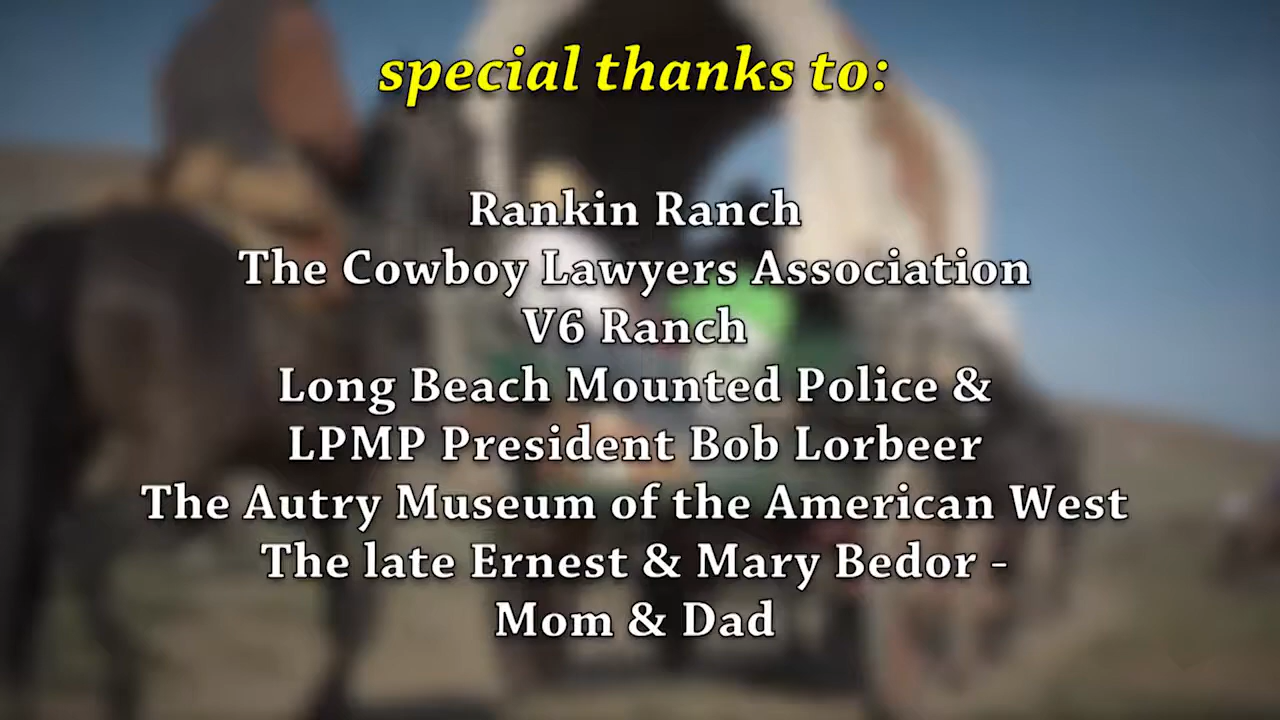 special thanks to:
Rankin Ranch
The Cowboy Lawyers Association
V6 Ranch
Long Beach Mounted Police &
LPMP President Bob Lorbeer
The Autry Museum of the American West
The late Ernest & Mary Bedor -
Mom & Dad